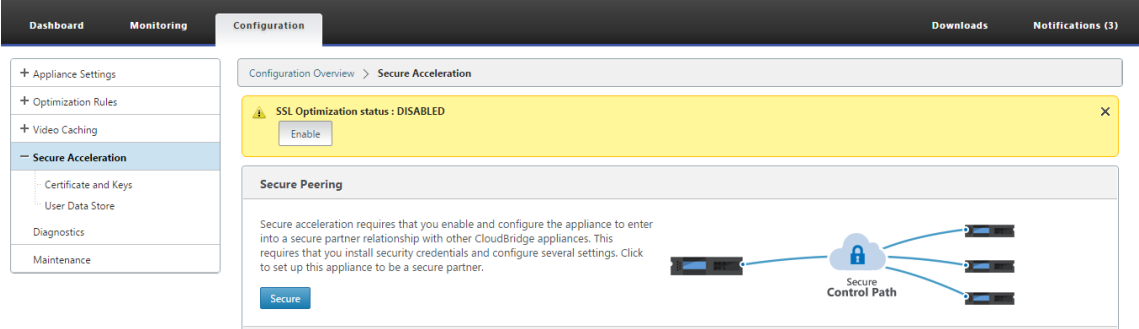 Dashboard Monitoring Configuration Downloads Notifications (3)
+ Appliance Settings
+ Optimization Rules
+ Video Caching
− Secure Acceleration
Certificate and Keys
User Data Store
Diagnostics
Maintenance
Configuration Overview > Secure Acceleration
SSL Optimization status : DISABLED
Enable
Secure Peering
Secure acceleration requires that you enable and configure the appliance to enter
into a secure partner relationship with other CloudBridge appliances. This
requires that you install security credentials and configure several settings. Click
to set up this appliance to be a secure partner.
Secure
Secure
Control Path